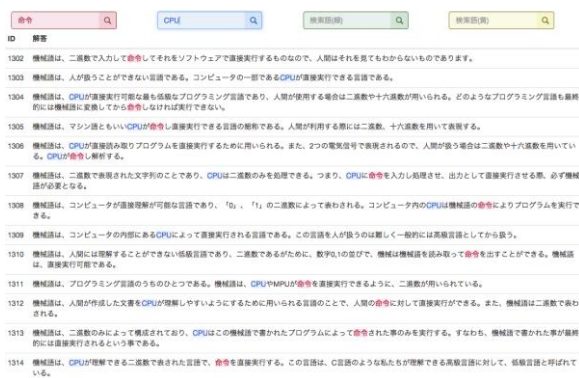 命令
CPU
検索語(緑)
検索語(黄)
ID 解答
1302 機械語は、二進数で入力して命令してそれをソフトウェアで直接実行するものなので、人間はそれを見てもわからないものであります。
1303 機械語は、人が扱うことができない言語である。コンピュータの一部であるCPUが直接実行できる言語である。
1304 機械語は、CPUが直接実行可能な最も低級なプログラミング言語であり、人間が使用する場合は二進数や十六進数が用いられる。どのようなプログラミング言語も最終
的には機械語に変換してから命令しなければ実行できない。
1305 機械語は、マシン語ともいいCPUが命令し直接実行できる言語の総形である。人間が利用する際には二進数、十六進数を用いて表現する。
1306 機械語は、CPUが直接読み取りプログラムを直接実行するために用いられる。また、2つの電気信号で表現されるので、人間が扱う場合は二進数や十六進数を用いてい
る。CPUが命令し解析する。
1307 機械語は、二進数で表現された文字列のことであり、CPUは二進数のみを処理できる。つまり、CPUに命令を入力し処理させ、出力として直接実行させる際、必ず機械
語が必要となる。
1308 機械語は、コンピュータが直接理解が可能な言語であり、「0」、「1」の二進数によって表わされる。コンピュータ内のCPUは機械語の命令によりプログラムを実行で
きる。
1309 機械語は、コンピュータの内部にあるCPUによって直接実行される言語である。この言語を人が扱うのは難しく一般的には高級言語としてから扱う。
1310 機械語は、人間には理解することができない低級言語であり、二進数であるがために、数字0,1の並びで、機械は機械語を読み取って命令を出すことができる。機械語
は、直接実行可能である。
1311 機械語は、プログラミング言語のうちのひとつである。機械語は、CPUやMPUが命令を直接実行できるように、二進数が用いられている。
1312 機械語は、人間が作成した文書をCPUが理解しやすいようにするために用いられる言語のことで、人間の命令に対して直接実行ができる。また、機械語は二進数で表わ
される。
1313 機械語は、二進数のみによって構成されており、CPUはこの機械語で書かれたプログラムによって命令された事のみを実行する。すなわち、機械語で書かれた事が最終
的には直接実行されるという事である。
1314 機械語は、CPUが理解できる二進数で表された言語で、命令を直接実行する。この言語は、C言語のような私たちが理解できる高級言語に対して、低級言語と呼ばれて
いる。